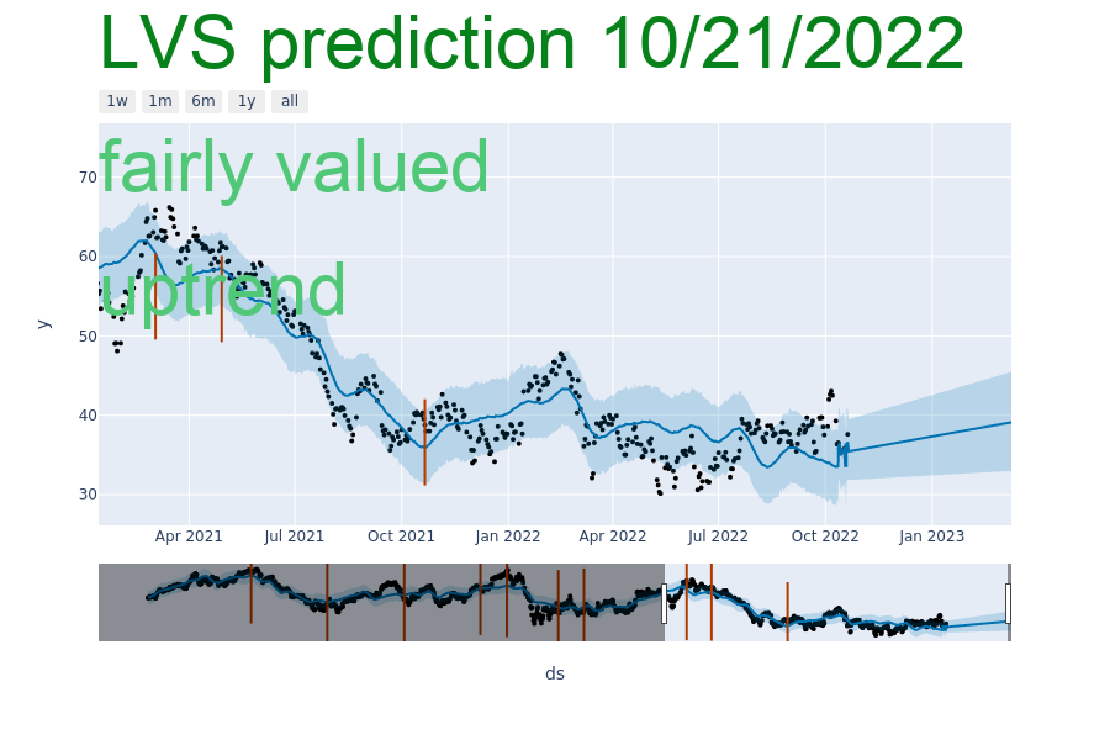 LVS prediction 10/21/2022
1w 1m 6m 1y all
fairly valued
70
60
uptrend
50
y
40
30
Apr 2021 Jul 2021 Oct 2021 Jan 2022 Apr 2022 Jul 2022 Oct 2022 Jan 2023
ds